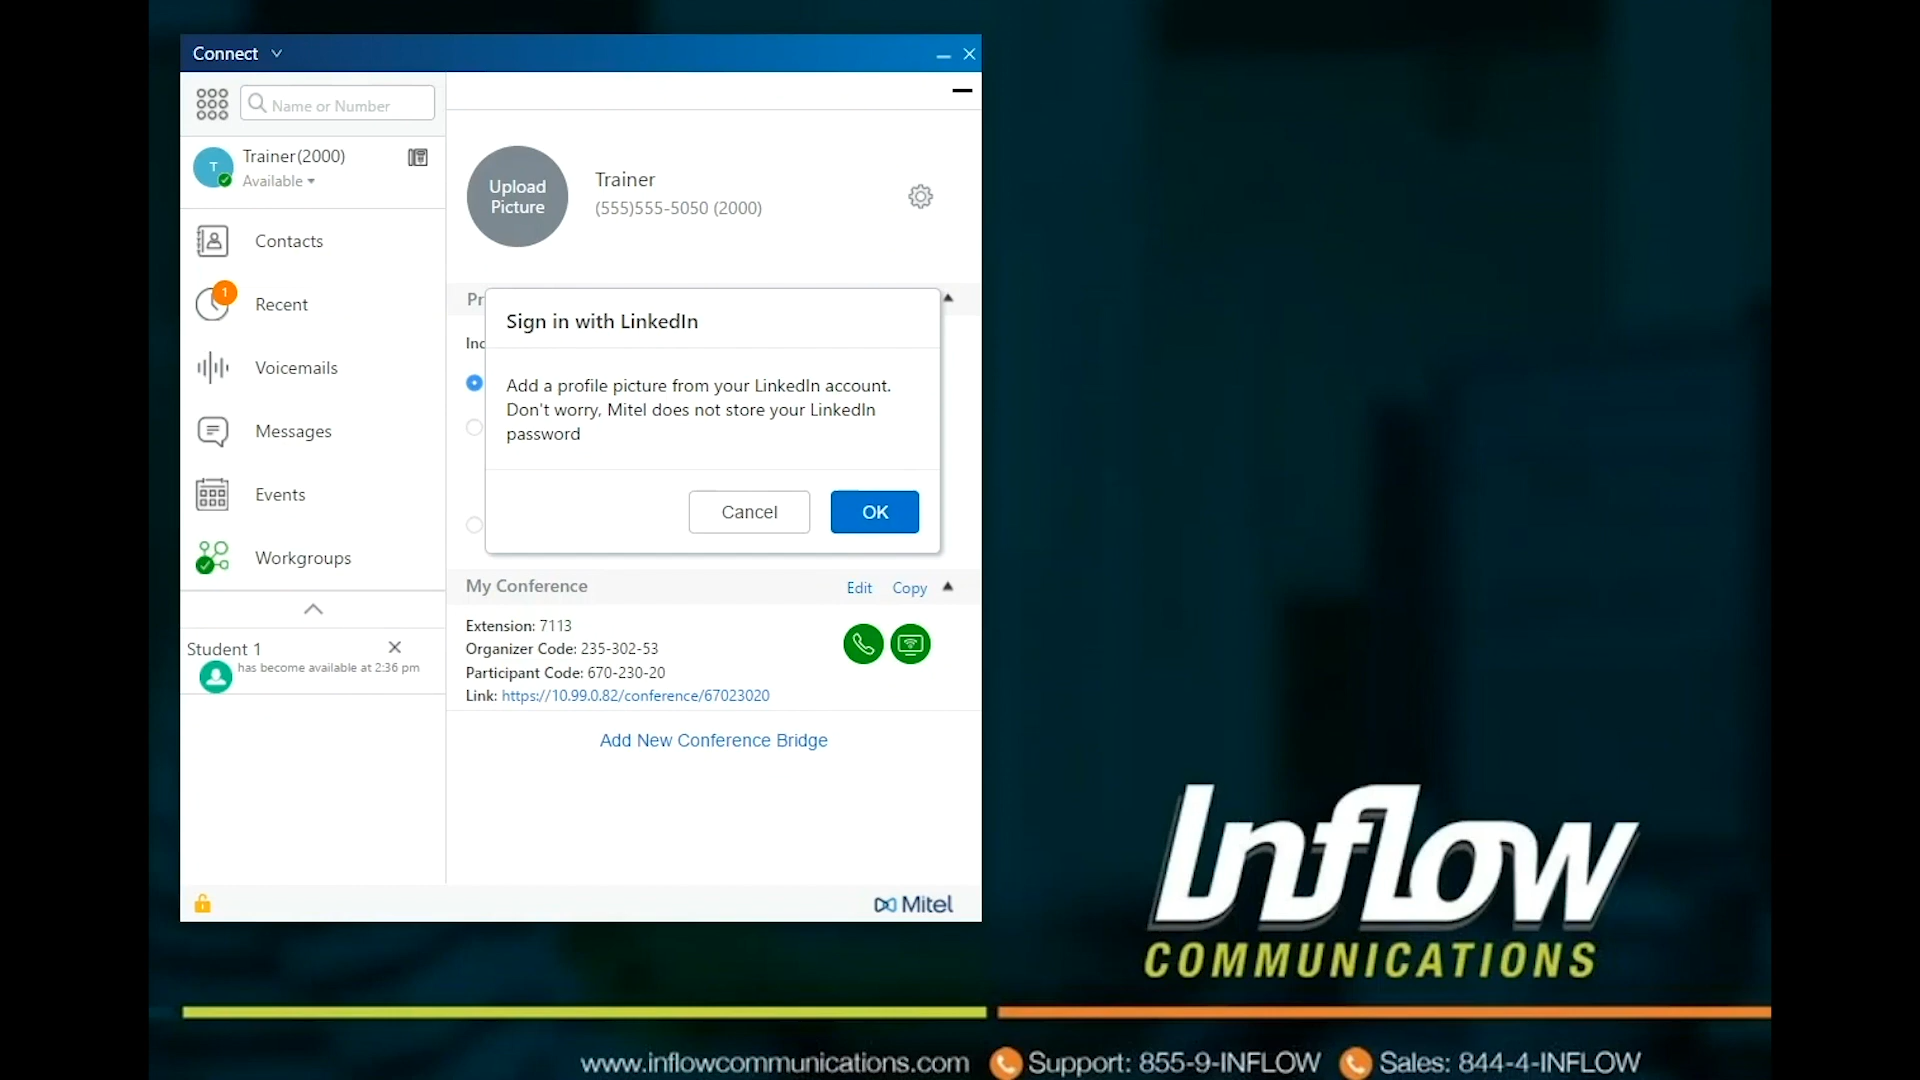 Connect
Name or Number
T
Trainer(2000)
Available
Contacts
1
Recent
Voicemails
Messages
Events
Workgroups
Student 1
has become available at 2:36 pm
Upload
Picture
Trainer
(555)555-5050 (2000)
Pr
Inc
Sign in with LinkedIn
Add a profile picture from your LinkedIn account.
Don't worry, Mitel does not store your LinkedIn
password
Cancel
OK
My Conference
Edit
Copy
Extension: 7113
Organizer Code: 235-302-53
Participant Code: 670-230-20
Link: https://10.99.0.82/conference/67023020
Add New Conference Bridge
Mitel
Inflow
COMMUNICATIONS
www.inflowcommunications.com
Support: 855-9-INFLOW
Sales: 844-4-INFLOW